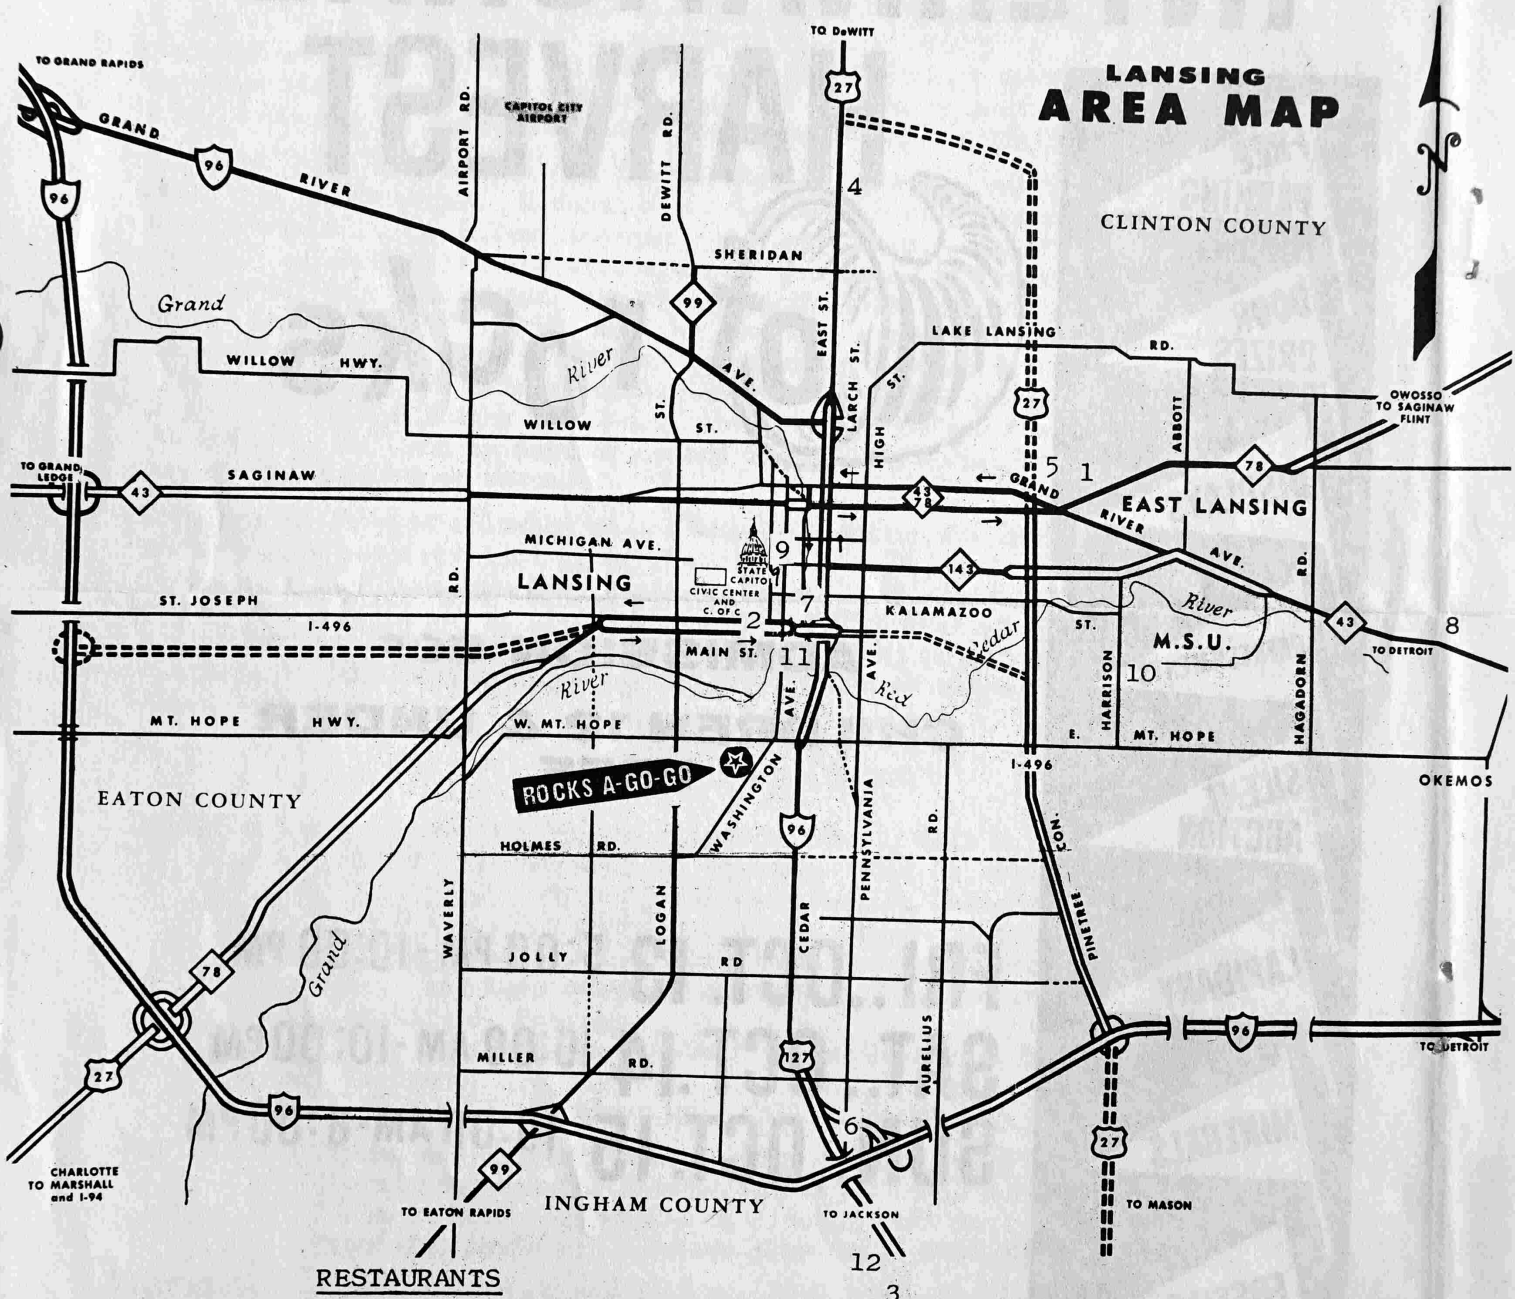 LANSING
AREA MAP
N
TO DeWITT
27
TO GRAND RAPIDS
GRAND
96
RIVER
96
AIRPORT RD.
CAPITOL CITY
AIRPORT
DEWITT RD.
4
CLINTON COUNTY
SHERIDAN
99
EAST ST.
Grand
River
AVE.
WILLOW HWY.
LAKE LANSING
RD.
27
LARCH ST.
HIGH
ST.
ABBOTT
OWOSSO
TO SAGINAW
FLINT
WILLOW
ST.
ST.
TO GRAND
LEDGE
43
SAGINAW
43
78
5
1
GRAND
RIVER
AVE.
78
EAST LANSING
MICHIGAN AVE.
9
STATE
CAPITOL
CIVIC CENTER
AND
C. OF C.
LANSING
143
RD.
RD.
ST. JOSEPH
I-496
2
7
KALAMAZOO
ST.
MAIN ST.
11
Red
Cedar
River
M.S.U.
43
8
TO DETROIT
10
HARRISON
HAGADORN
River
AVE.
AVE.
MT. HOPE HWY.
W. MT. HOPE
E. MT. HOPE
I-496
OKEMOS
ROCKS A-GO-GO
WASHINGTON
EATON COUNTY
96
PENNSYLVANIA
RD.
CON.
HOLMES RD.
WAVERLY
LOGAN
CEDAR
PINETREE
Grand
78
JOLLY
RD
127
AURELIUS
MILLER
RD.
96
TO DETROIT
27
96
6
27
99
CHARLOTTE
TO MARSHALL
and I-94
TO EATON RAPIDS
INGHAM COUNTY
TO JACKSON
TO MASON
12
3
RESTAURANTS